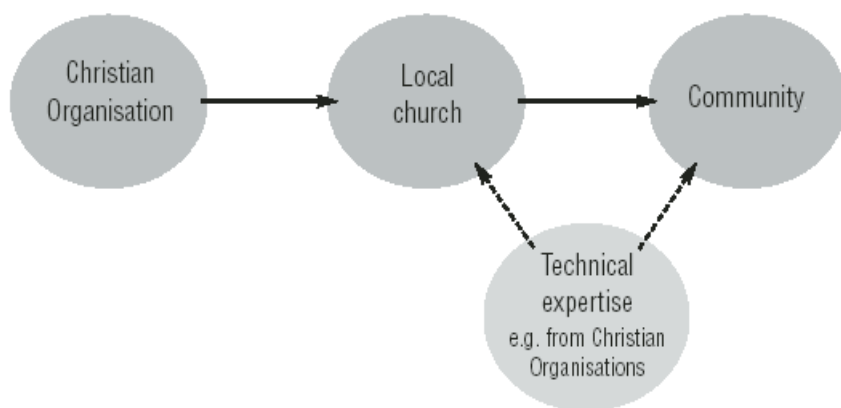 Christian
Organisation
Local
church
Community
Technical
expertise
e.g. from Christian
Organisations